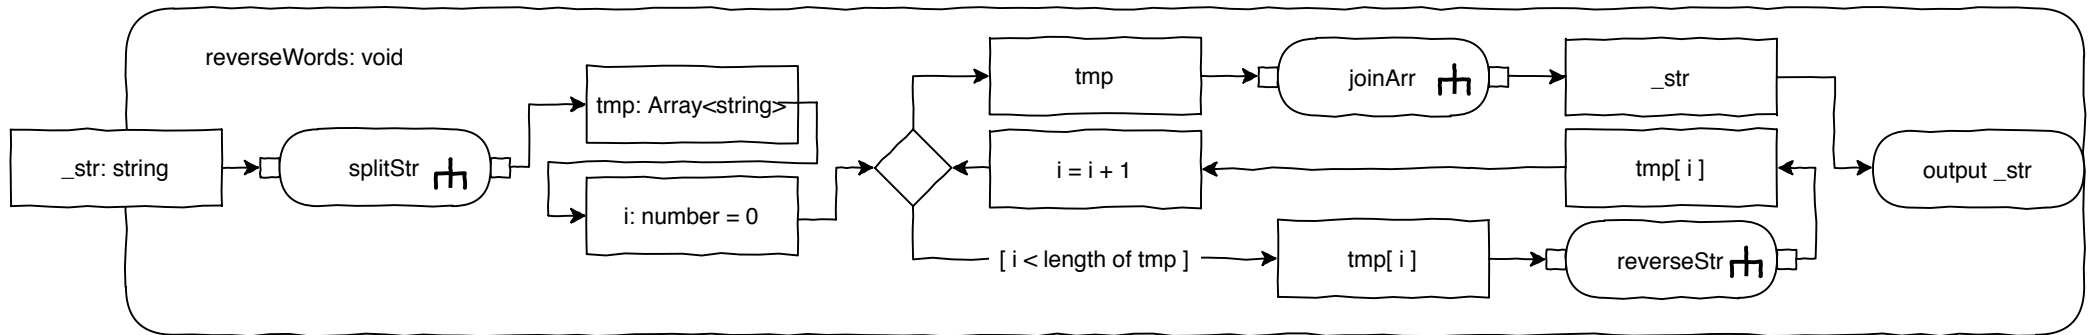 reverseWords: void
_str: string
splitStr
tmp: Array<string>
i: number = 0
tmp
joinArr
_str
i = i + 1
tmp[ i ]
output _str
[ i < length of tmp ]
tmp[ i ]
reverseStr